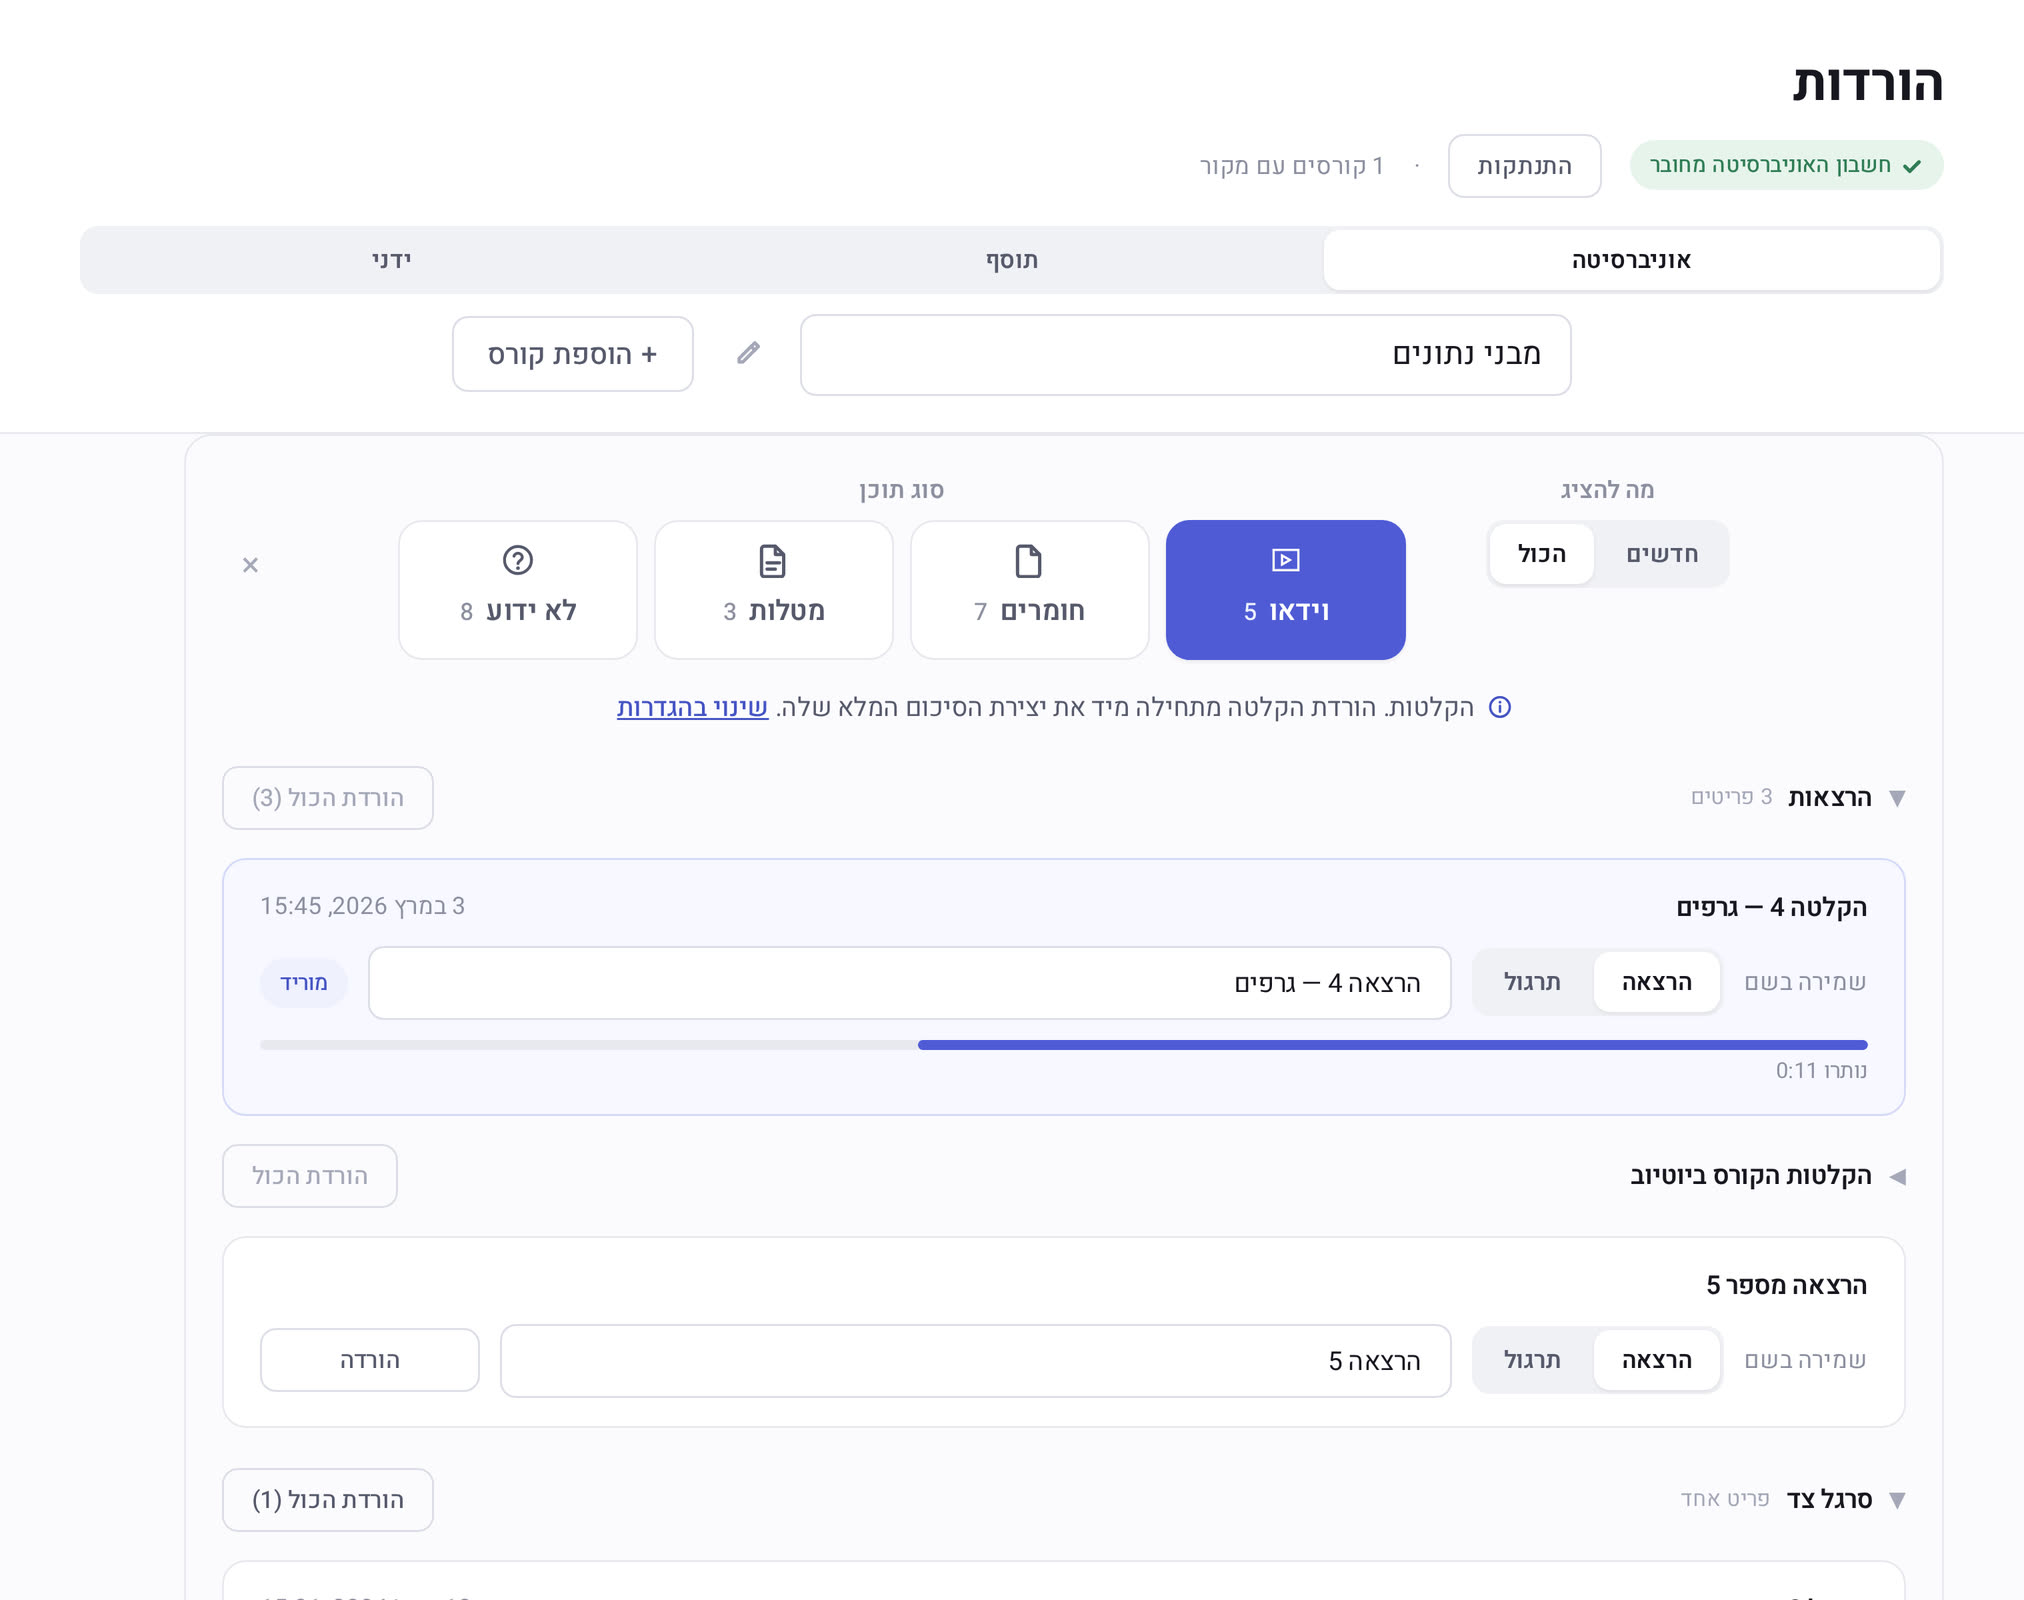 הורדות
חשבון האוניברסיטה מחובר התנתקות · 1 קורסים עם מקור
אוניברסיטה תוסף ידני
מבני נתונים + הוספת קורס
מה להציג סוג תוכן
חדשים הכול וידאו 5 חומרים 7 מטלות 3 לא ידוע 8 ×
הקלטות. הורדת הקלטה מתחילה מיד את יצירת הסיכום המלא שלה. שינוי בהגדרות
▼ הרצאות 3 פריטים הורדת הכול (3)
הקלטה 4 – גרפים 3 במרץ 2026, 15:45
שמירה בשם הרצאה תרגול הרצאה 4 – גרפים מוריד
נותרו 0:11
◀ הקלטות הקורס ביוטיוב הורדת הכול
הרצאה מספר 5
שמירה בשם הרצאה תרגול הרצאה 5 הורדה
▼ סרגל צד פריט אחד הורדת הכול (1)